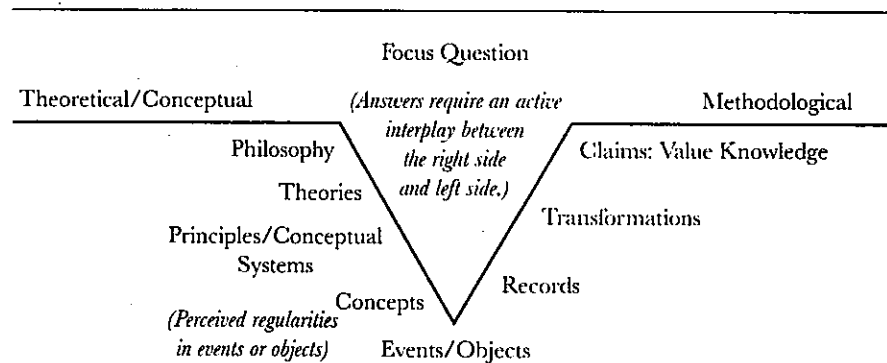 Focus Question
Theoretical/Conceptual
(Answers require an active
interplay between
the right side
and left side.)
Methodological
Philosophy
Theories
Principles/Conceptual
Systems
Concepts
(Perceived regularities
in events or objects)
Claims: Value Knowledge
Transformations
Records
Events/Objects